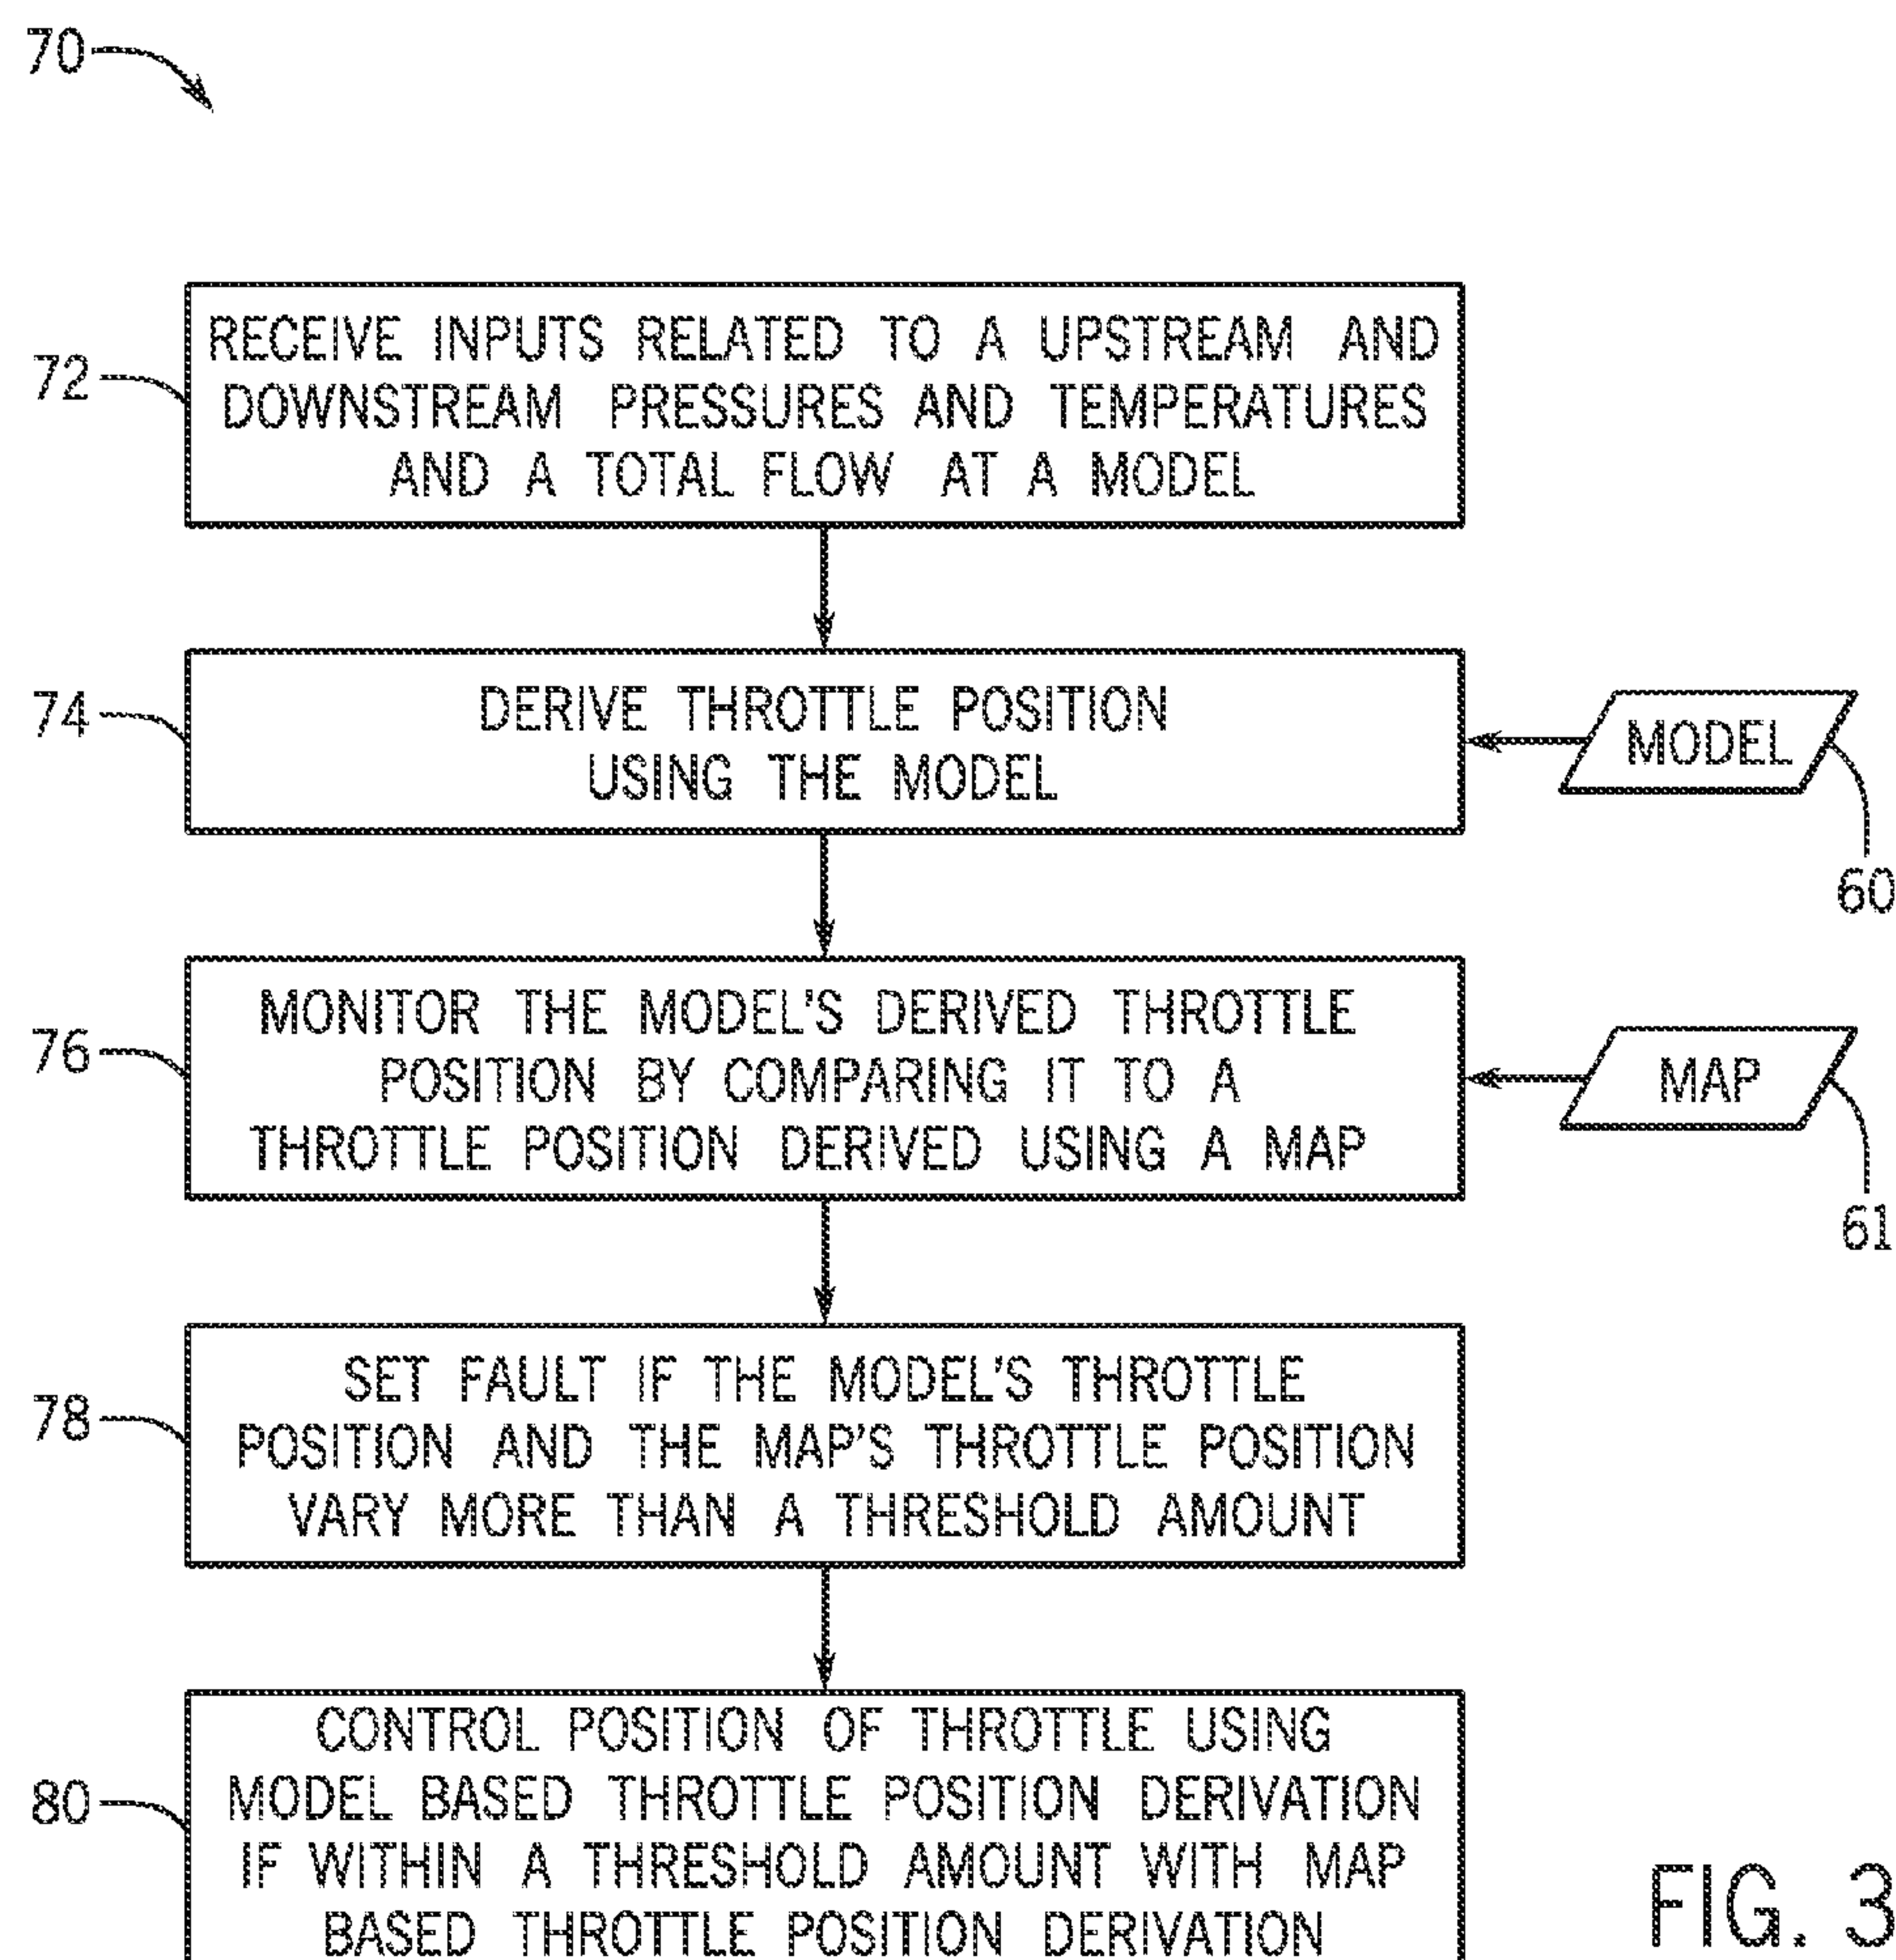 70
72
RECEIVE INPUTS RELATED TO A UPSTREAM AND
DOWNSTREAM PRESSURES AND TEMPERATURES
AND A TOTAL FLOW AT A MODEL
74
DERIVE THROTTLE POSITION
USING THE MODEL
MODEL
60
76
MONITOR THE MODEL'S DERIVED THROTTLE
POSITION BY COMPARING IT TO A
THROTTLE POSITION DERIVED USING A MAP
MAP
61
78
SET FAULT IF THE MODEL'S THROTTLE
POSITION AND THE MAP'S THROTTLE POSITION
VARY MORE THAN A THRESHOLD AMOUNT
80
CONTROL POSITION OF THROTTLE USING
MODEL BASED THROTTLE POSITION DERIVATION
IF WITHIN A THRESHOLD AMOUNT WITH MAP
BASED THROTTLE POSITION DERIVATION
FIG. 3